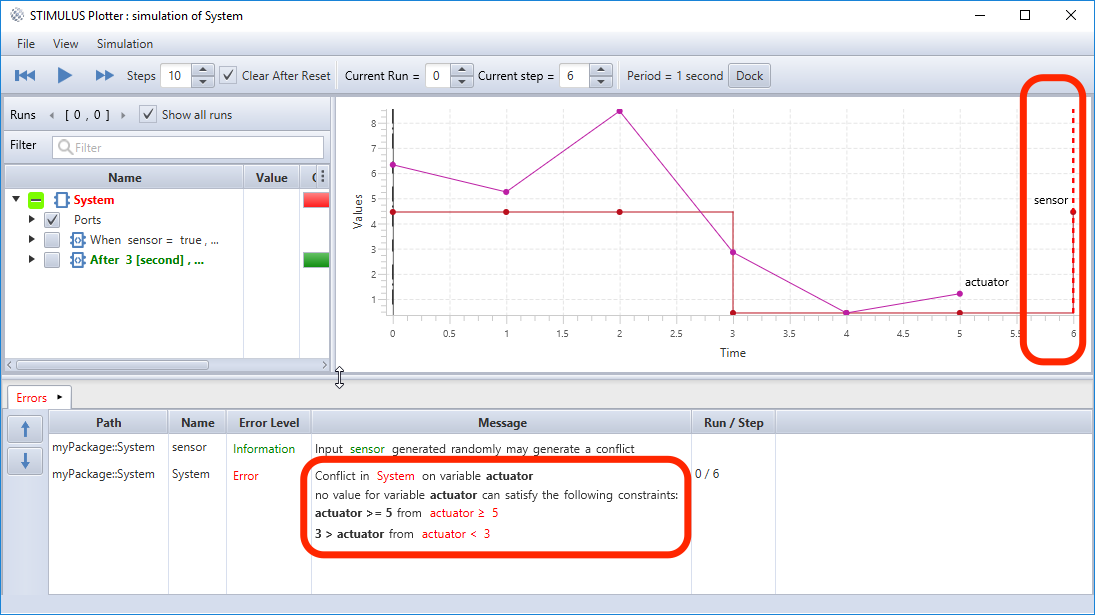 STIMULUS Plotter : simulation of System
File View Simulation
Steps 10 Clear After Reset Current Run = 0 Current step = 6 Period = 1 second Dock
Runs [ 0 , 0 ] Show all runs
Filter Filter
Name Value
System
Ports
When sensor = true , ...
After 3 [second] , ...
Values
8
7
6
5
4
3
2
1
sensor
actuator
0 0.5 1 1.5 2 2.5 3 3.5 4 4.5 5 5.5 6
Time
Errors
Path Name Error Level Message Run / Step
myPackage::System sensor Information Input sensor generated randomly may generate a conflict
myPackage::System System Error Conflict in System on variable actuator 0 / 6
no value for variable actuator can satisfy the following constraints:
actuator >= 5 from actuator ≥ 5
3 > actuator from actuator < 3